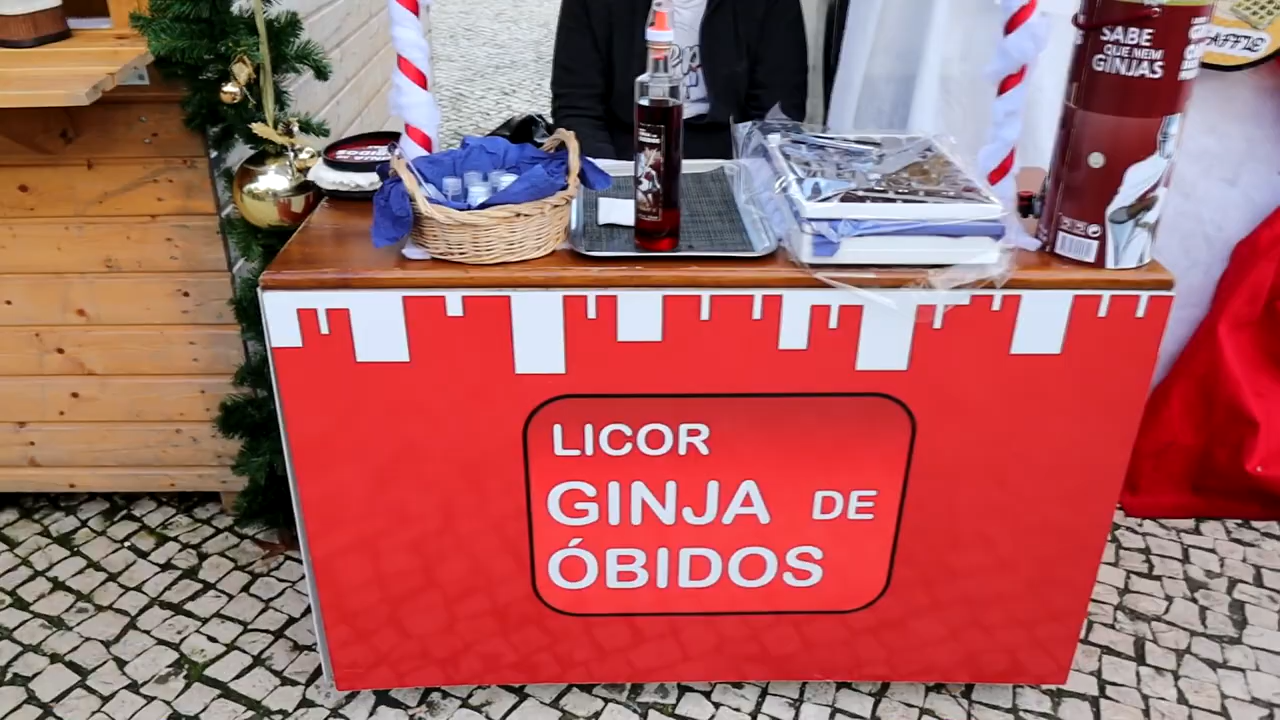 SABE
QUE NEM
GINJAS
LICOR
GINJA DE
ÓBIDOS